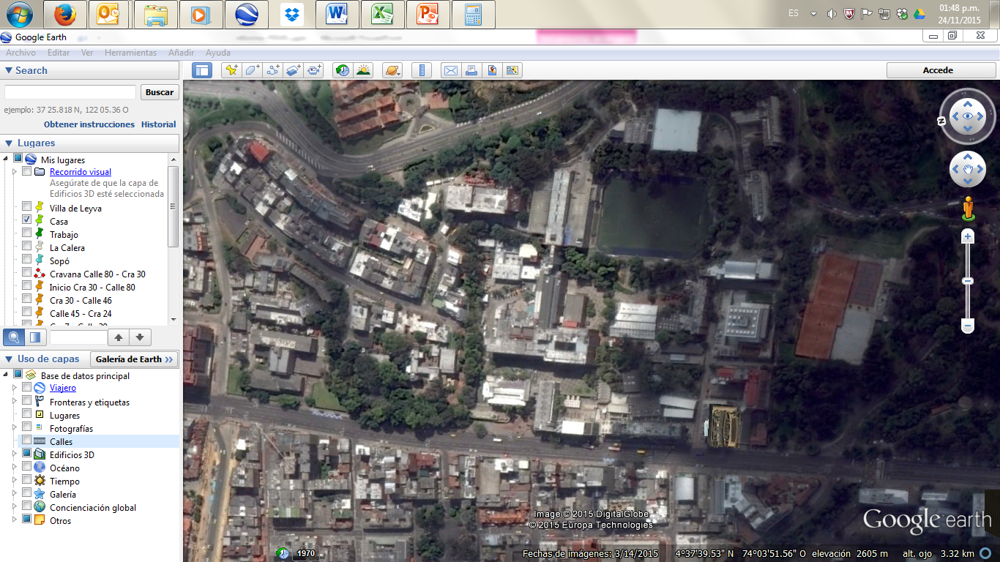 ES
01:48 p.m.
24/11/2015
Google Earth
Archivo Editar Ver Herramientas Añadir Ayuda
Search
Buscar
ejemplo: 37 25.818 N, 122 05.36 O
Obtener instrucciones Historial
Lugares
Mis lugares
Recorrido visual
Asegúrate de que la capa de
Edificios 3D esté seleccionada
Villa de Leyva
Casa
Trabajo
La Calera
Sopó
Cravana Calle 80 - Cra 30
Inicio Cra 30 - Calle 80
Cra 30 - Calle 46
Calle 45 - Cra 24
Uso de capas Galería de Earth »
Base de datos principal
Viajero
Fronteras y etiquetas
Lugares
Fotografías
Calles
Edificios 3D
Océano
Tiempo
Galería
Concienciación global
Otros
Accede
N
Image © 2015 DigitalGlobe
© 2015 Europa Technologies
Google earth
1970
Fechas de imágenes: 3/14/2015 4°37'39.53" N 74°03'51.56" O elevación 2605 m alt. ojo 3.32 km